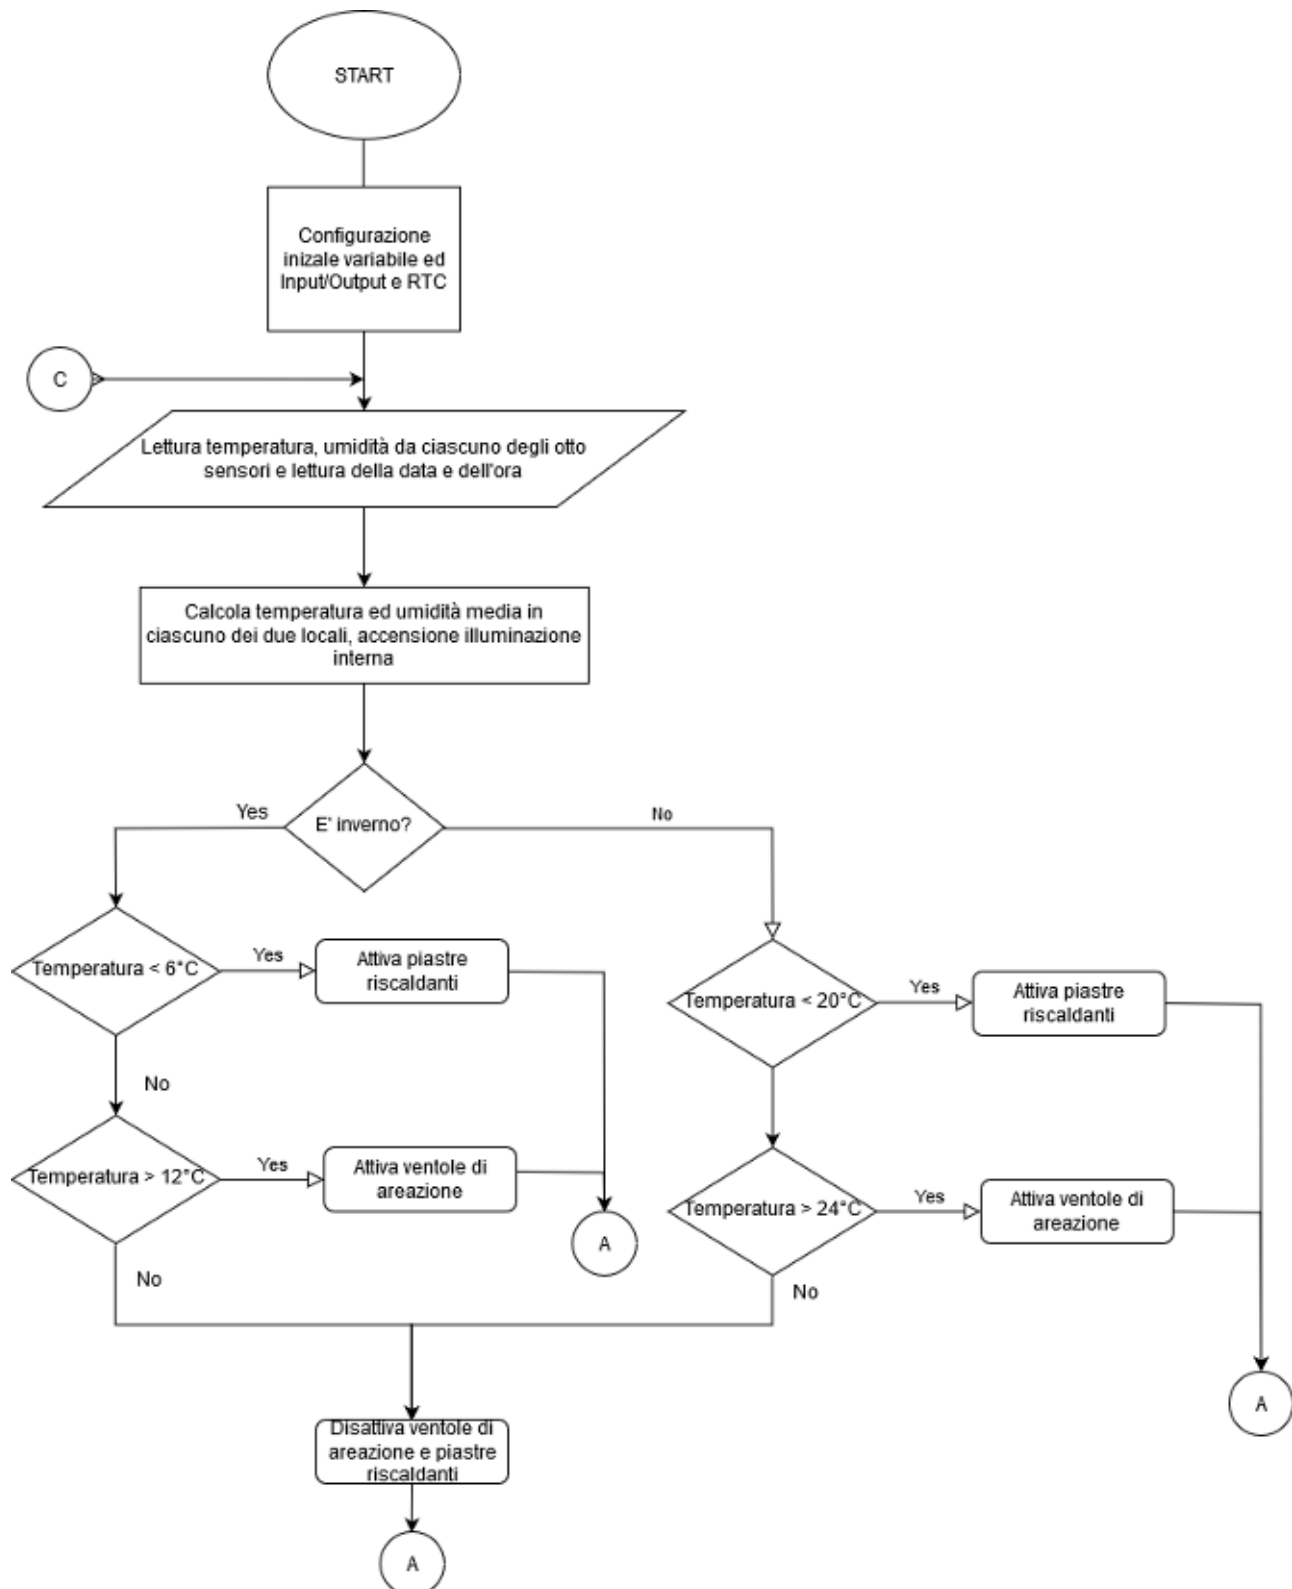 START
Configurazione
inizale variabile ed
Input/Output e RTC
C
Lettura temperatura, umidità da ciascuno degli otto
sensori e lettura della data e dell'ora
Calcola temperatura ed umidità media in
ciascuno dei due locali, accensione illuminazione
interna
Yes
E' inverno?
No
Temperatura < 6°C
Yes
Attiva piastre
riscaldanti
Temperatura < 20°C
Yes
Attiva piastre
riscaldanti
No
Temperatura > 12°C
Yes
Attiva ventole di
areazione
Temperatura > 24°C
Yes
Attiva ventole di
areazione
A
No
No
A
Disattiva ventole di
areazione e piastre
riscaldanti
A